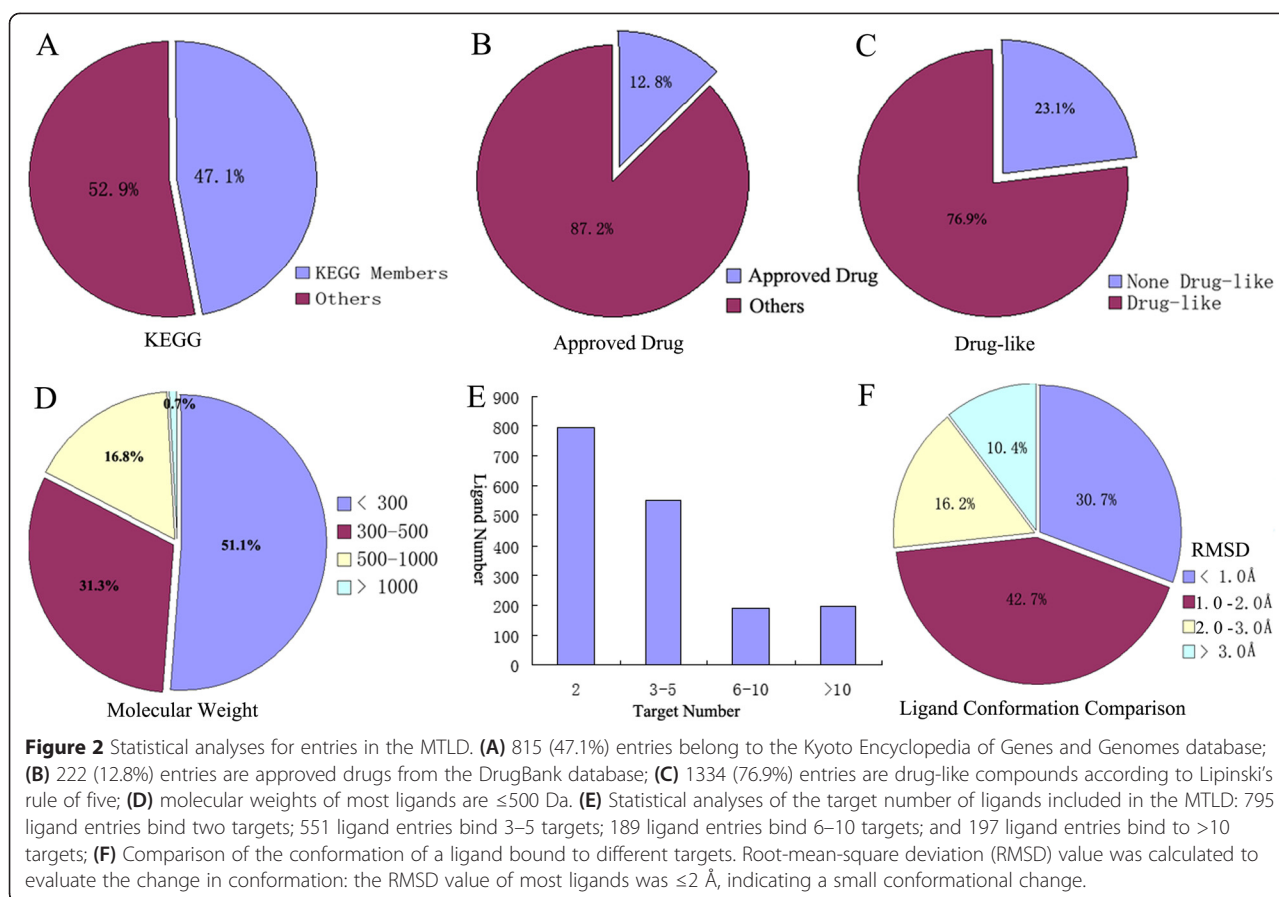 A
52.9%
47.1%
KEGG Members
Others
KEGG
B
12.8%
87.2%
Approved Drug
Others
Approved Drug
C
23.1%
76.9%
None Drug-like
Drug-like
Drug-like
D
0.7%
16.8%
51.1%
31.3%
< 300
300-500
500-1000
> 1000
Molecular Weight
E
Ligand Number
900
800
700
600
500
400
300
200
100
0
2
3-5
6-10
>10
Target Number
F
10.4%
30.7%
16.2%
42.7%
RMSD
< 1.0Å
1.0-2.0Å
2.0-3.0Å
> 3.0Å
Ligand Conformation Comparison
Figure 2 Statistical analyses for entries in the MTLD. (A) 815 (47.1%) entries belong to the Kyoto Encyclopedia of Genes and Genomes database;
(B) 222 (12.8%) entries are approved drugs from the DrugBank database; (C) 1334 (76.9%) entries are drug-like compounds according to Lipinski's
rule of five; (D) molecular weights of most ligands are ≤500 Da. (E) Statistical analyses of the target number of ligands included in the MTLD: 795
ligand entries bind two targets; 551 ligand entries bind 3–5 targets; 189 ligand entries bind 6–10 targets; and 197 ligand entries bind to >10
targets; (F) Comparison of the conformation of a ligand bound to different targets. Root-mean-square deviation (RMSD) value was calculated to
evaluate the change in conformation: the RMSD value of most ligands was ≤2 Å, indicating a small conformational change.